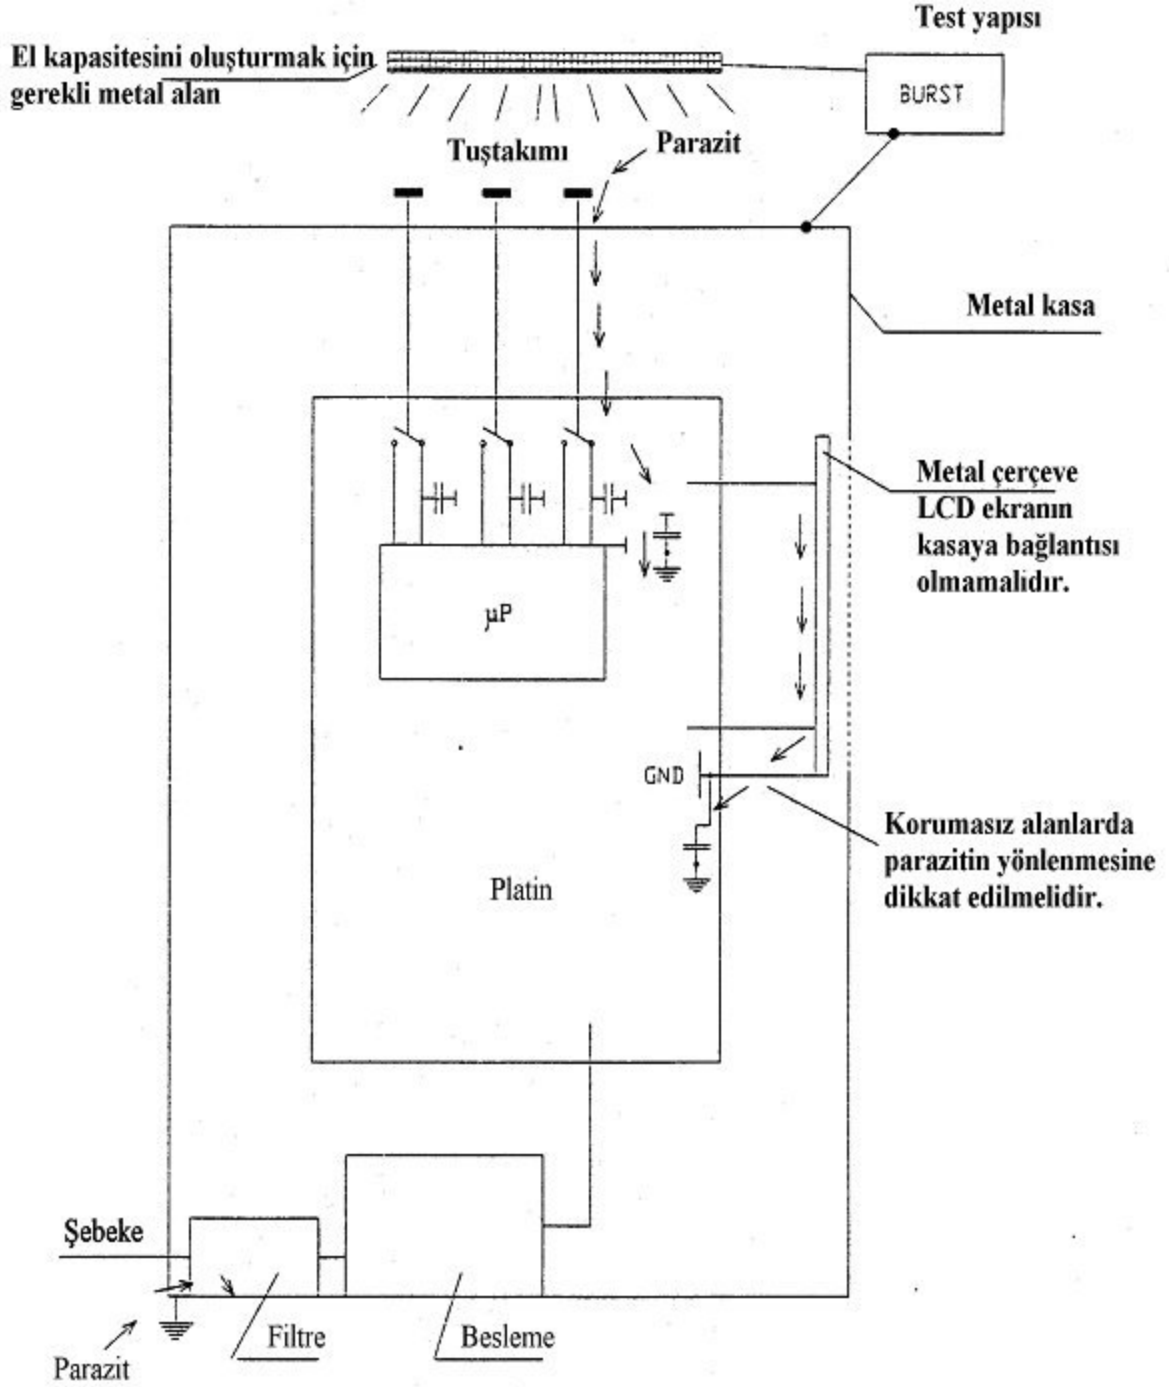 Test yapısı
El kapasitesini oluşturmak için
gerekli metal alan
BURST
Tuştakımı
Parazit
Metal kasa
Metal çerçeve
LCD ekranın
kasaya bağlantısı
olmamalıdır.
µP
GND
Korumasız alanlarda
parazitin yönlenmesine
dikkat edilmelidir.
Platin
Şebeke
Filtre
Besleme
Parazit